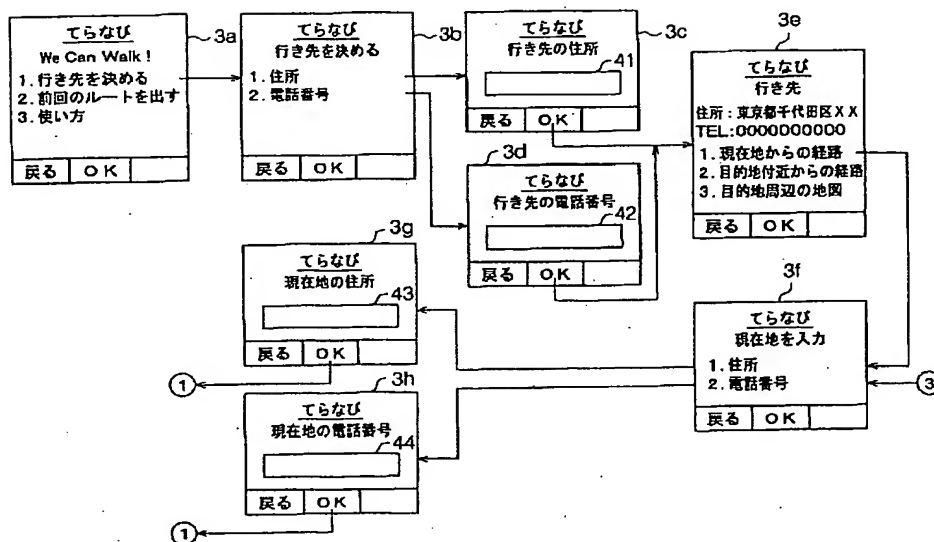 3a
てらなび
We Can Walk !
1. 行き先を決める
2. 前回のルートを出す
3. 使い方
戻る OK
3b
てらなび
行き先を決める
1. 住所
2. 電話番号
戻る OK
3c
てらなび
行き先の住所
41
戻る OK
3d
てらなび
行き先の電話番号
42
戻る OK
3e
てらなび
行き先
住所：東京都千代田区XX
TEL:0000000000
1. 現在地からの経路
2. 目的地付近からの経路
3. 目的地周辺の地図
戻る OK
3f
てらなび
現在地を入力
1. 住所
2. 電話番号
戻る OK
3
3g
てらなび
現在地の住所
43
戻る OK
1
3h
てらなび
現在地の電話番号
44
戻る OK
1